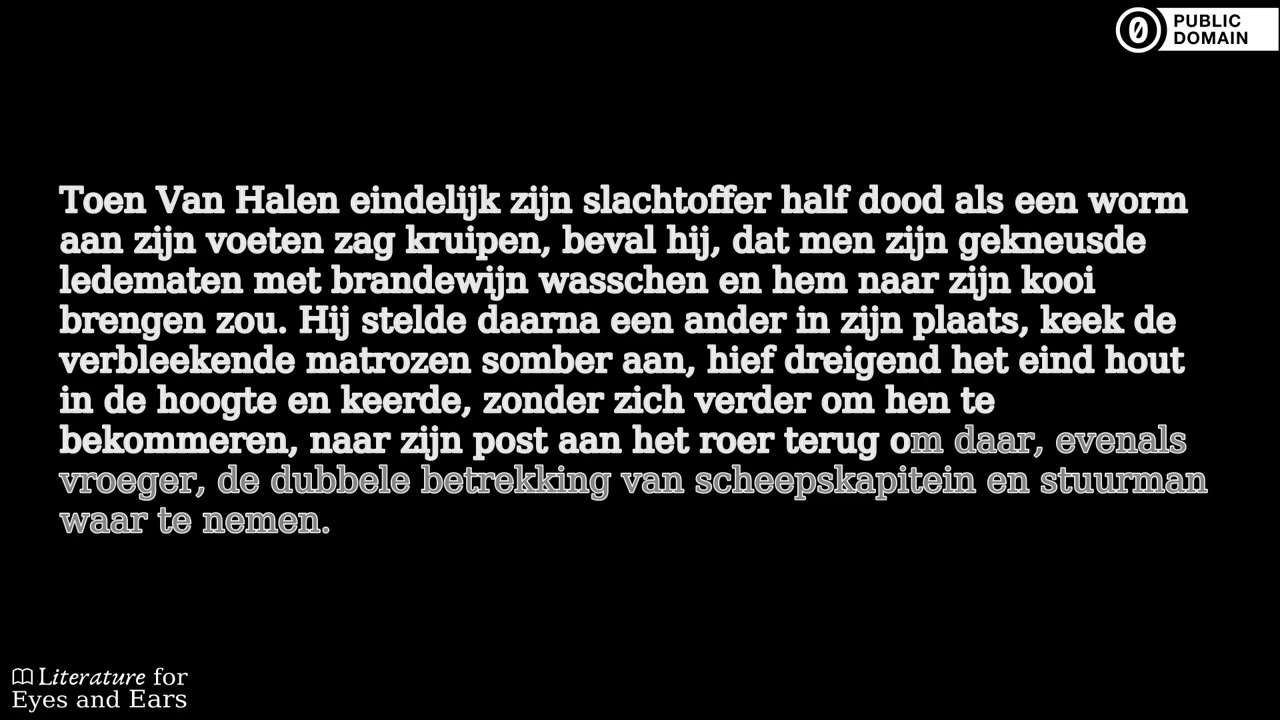 PUBLIC
DOMAIN
Toen Van Halen eindelijk zijn slachtoffer half dood als een worm
aan zijn voeten zag kruipen, beval hij, dat men zijn gekneusde
ledematen met brandewijn wasschen en hem naar zijn kooi
brengen zou. Hij stelde daarna een ander in zijn plaats, keek de
verbleekende matrozen somber aan, hief dreigend het eind hout
in de hoogte en keerde, zonder zich verder om hen te
bekommeren, naar zijn post aan het roer terug om daar, evenals
vroeger, de dubbele betrekking van scheepskapitein en stuurman
waar te nemen.
Literature for
Eyes and Ears